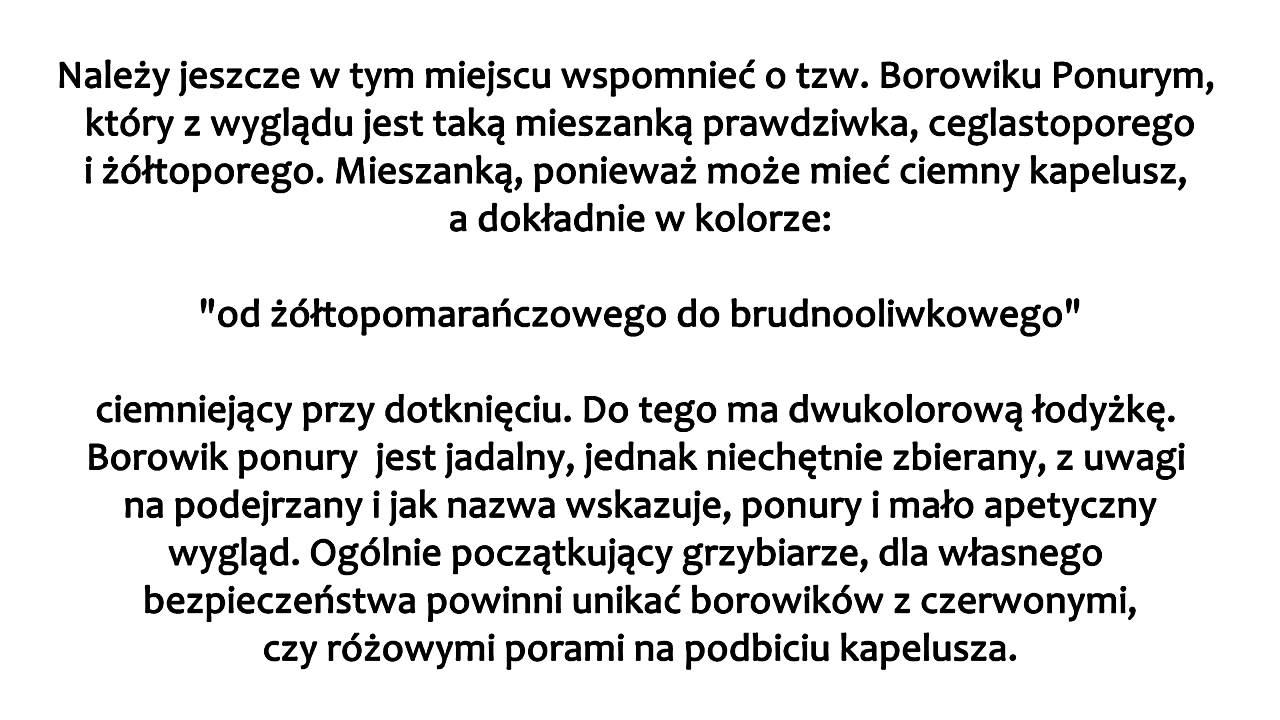 Należy jeszcze w tym miejscu wspomnieć o tzw. Borowiku Ponurym,
który z wyglądu jest taką mieszanką prawdziwka, ceglastoporego
i żółtoporego. Mieszanką, ponieważ może mieć ciemny kapelusz,
a dokładnie w kolorze:
"od żółtopomarańczowego do brudnooliwkowego"
ciemniejący przy dotknięciu. Do tego ma dwukolorową łodyżkę.
Borowik ponury  jest jadalny, jednak niechętnie zbierany, z uwagi
na podejrzany i jak nazwa wskazuje, ponury i mało apetyczny
wygląd. Ogólnie początkujący grzybiarze, dla własnego
bezpieczeństwa powinni unikać borowików z czerwonymi,
czy różowymi porami na podbiciu kapelusza.